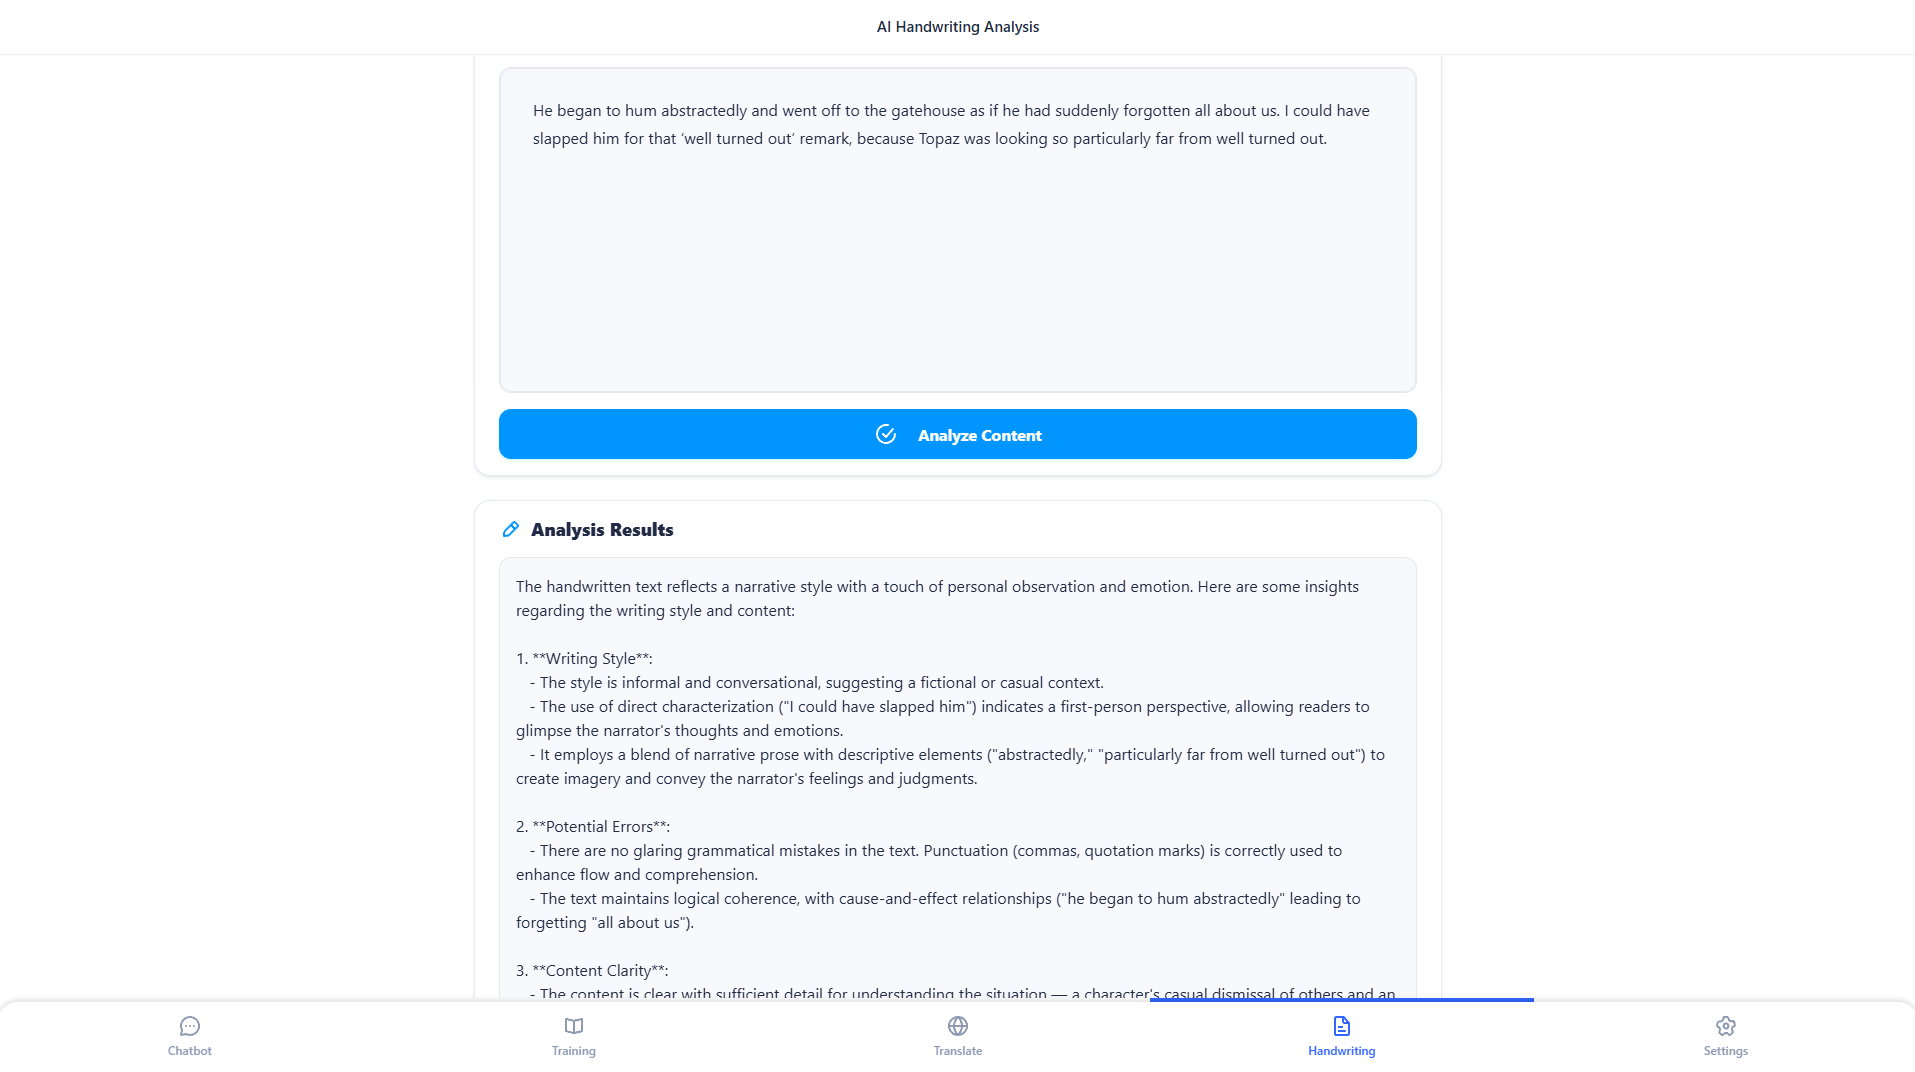 AI Handwriting Analysis
He began to hum abstractedly and went off to the gatehouse as if he had suddenly forgotten all about us. I could have
slapped him for that ‘well turned out’ remark, because Topaz was looking so particularly far from well turned out.
Analyze Content
Analysis Results
The handwritten text reflects a narrative style with a touch of personal observation and emotion. Here are some insights
regarding the writing style and content:
1. **Writing Style**:
- The style is informal and conversational, suggesting a fictional or casual context.
- The use of direct characterization ("I could have slapped him") indicates a first-person perspective, allowing readers to
glimpse the narrator's thoughts and emotions.
- It employs a blend of narrative prose with descriptive elements ("abstractedly," "particularly far from well turned out") to
create imagery and convey the narrator's feelings and judgments.
2. **Potential Errors**:
- There are no glaring grammatical mistakes in the text. Punctuation (commas, quotation marks) is correctly used to
enhance flow and comprehension.
- The text maintains logical coherence, with cause-and-effect relationships ("he began to hum abstractedly" leading to
forgetting "all about us").
3. **Content Clarity**:
- The content is clear with sufficient detail for understanding the situation — a character's casual dismissal of others and an
Chatbot
Training
Translate
Handwriting
Settings